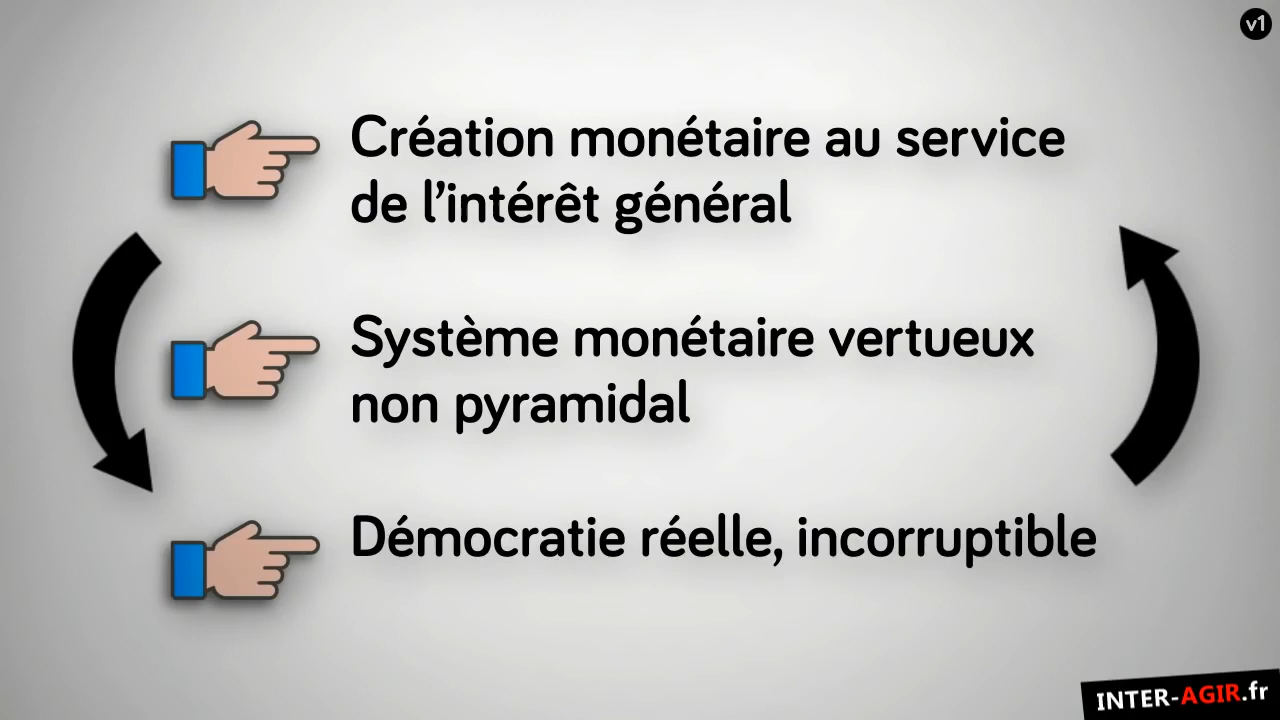 v1
Création monétaire au service
de l’intérêt général
Système monétaire vertueux
non pyramidal
Démocratie réelle, incorruptible
INTER-AGIR.fr